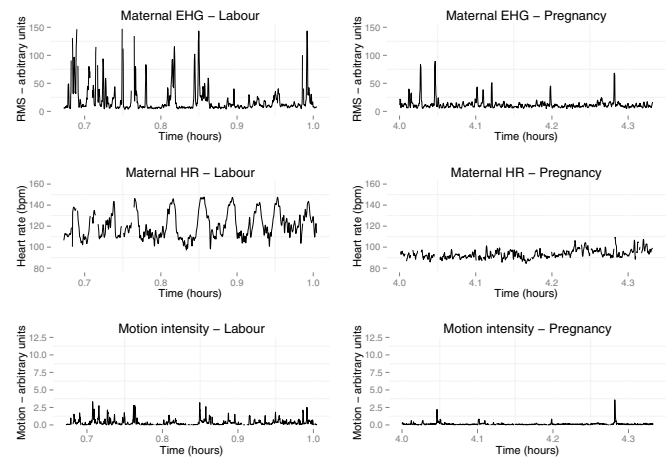 Maternal EHG – Labour
RMS – arbitrary units
150
100
50
0
0.7 0.8 0.9 1.0
Time (hours)
Maternal EHG – Pregnancy
RMS – arbitrary units
150
100
50
0
4.0 4.1 4.2 4.3
Time (hours)
Maternal HR – Labour
Heart rate (bpm)
160
140
120
100
80
0.7 0.8 0.9 1.0
Time (hours)
Maternal HR – Pregnancy
Heart rate (bpm)
160
140
120
100
80
4.0 4.1 4.2 4.3
Time (hours)
Motion intensity – Labour
Motion – arbitrary units
12.5
10.0
7.5
5.0
2.5
0.0
0.7 0.8 0.9 1.0
Time (hours)
Motion intensity – Pregnancy
Motion – arbitrary units
12.5
10.0
7.5
5.0
2.5
0.0
4.0 4.1 4.2 4.3
Time (hours)